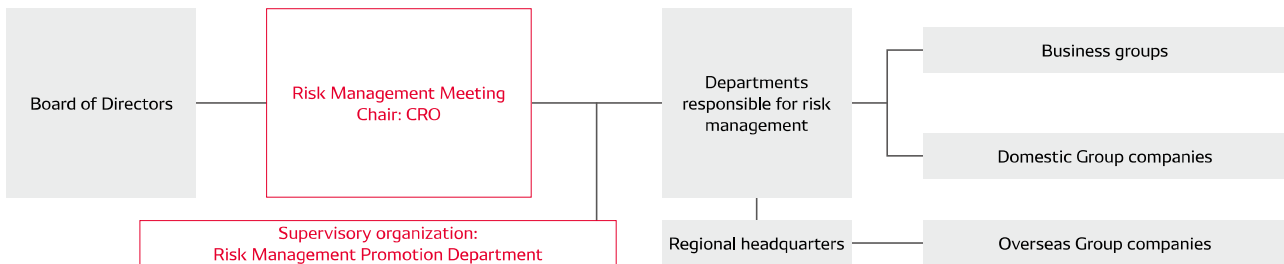 Board of Directors
Risk Management Meeting
Chair: CRO
Departments
responsible for risk
management
Business groups
Domestic Group companies
Supervisory organization:
Risk Management Promotion Department
Regional headquarters
Overseas Group companies